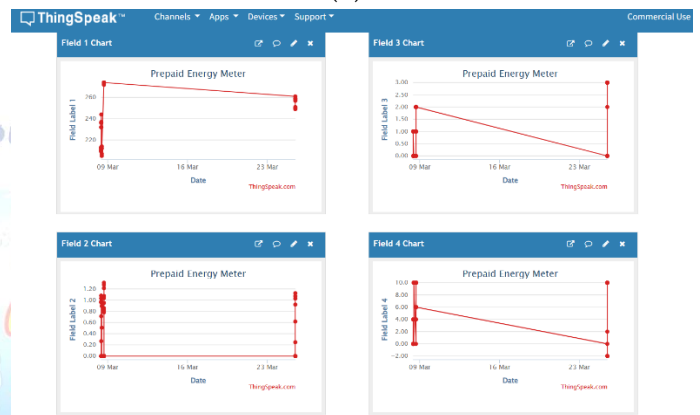 ThingSpeak™ Channels Apps Devices Support Commercial Use
Field 1 Chart
Prepaid Energy Meter
Field Label 1
260
240
220
09 Mar 16 Mar 23 Mar
Date
ThingSpeak.com
Field 3 Chart
Prepaid Energy Meter
Field Label 3
3.00
2.50
2.00
1.50
1.00
0.50
0.00
09 Mar 16 Mar 23 Mar
Date
ThingSpeak.com
Field 2 Chart
Prepaid Energy Meter
Field Label 2
1.20
1.00
0.80
0.60
0.40
0.20
0.00
09 Mar 16 Mar 23 Mar
Date
ThingSpeak.com
Field 4 Chart
Prepaid Energy Meter
Field Label 4
10.0
8.00
6.00
4.00
2.00
0.00
-2.00
09 Mar 16 Mar 23 Mar
Date
ThingSpeak.com